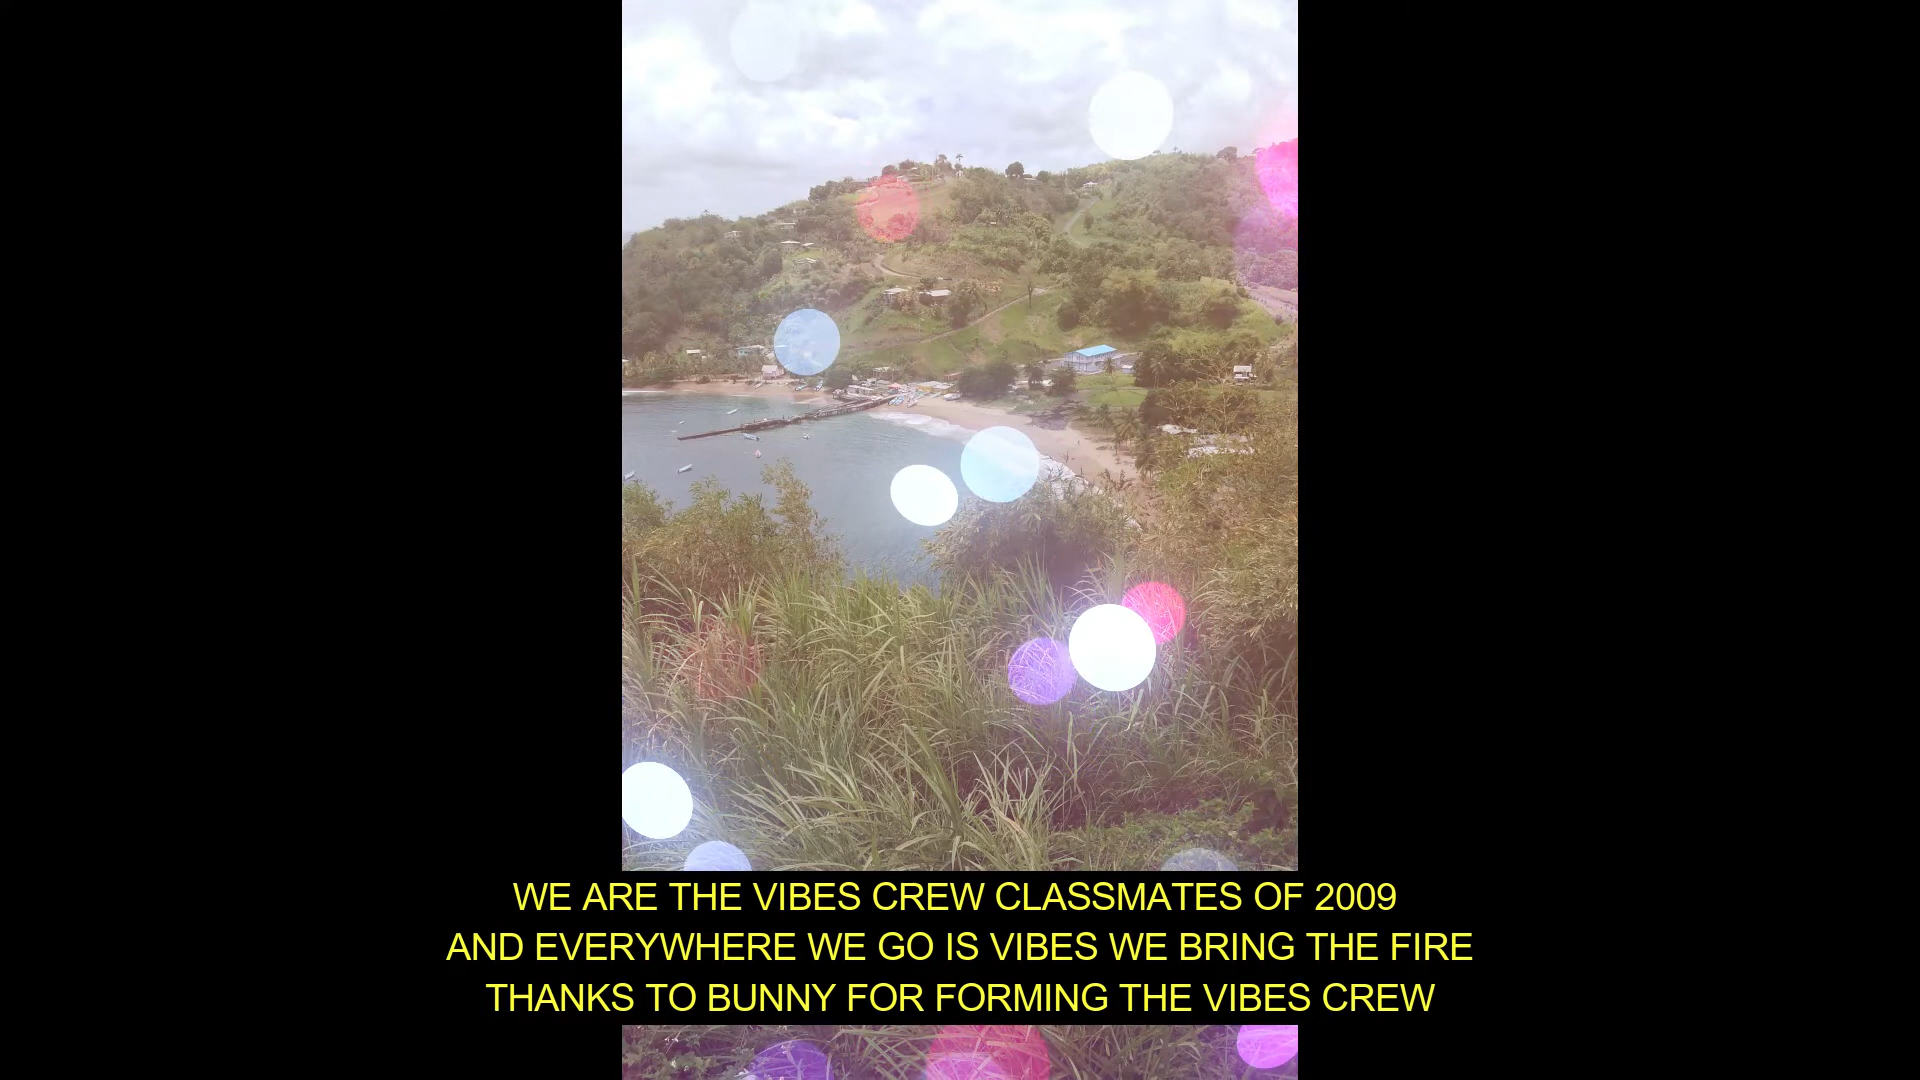 WE ARE THE VIBES CREW CLASSMATES OF 2009
AND EVERYWHERE WE GO IS VIBES WE BRING THE FIRE
THANKS TO BUNNY FOR FORMING THE VIBES CREW